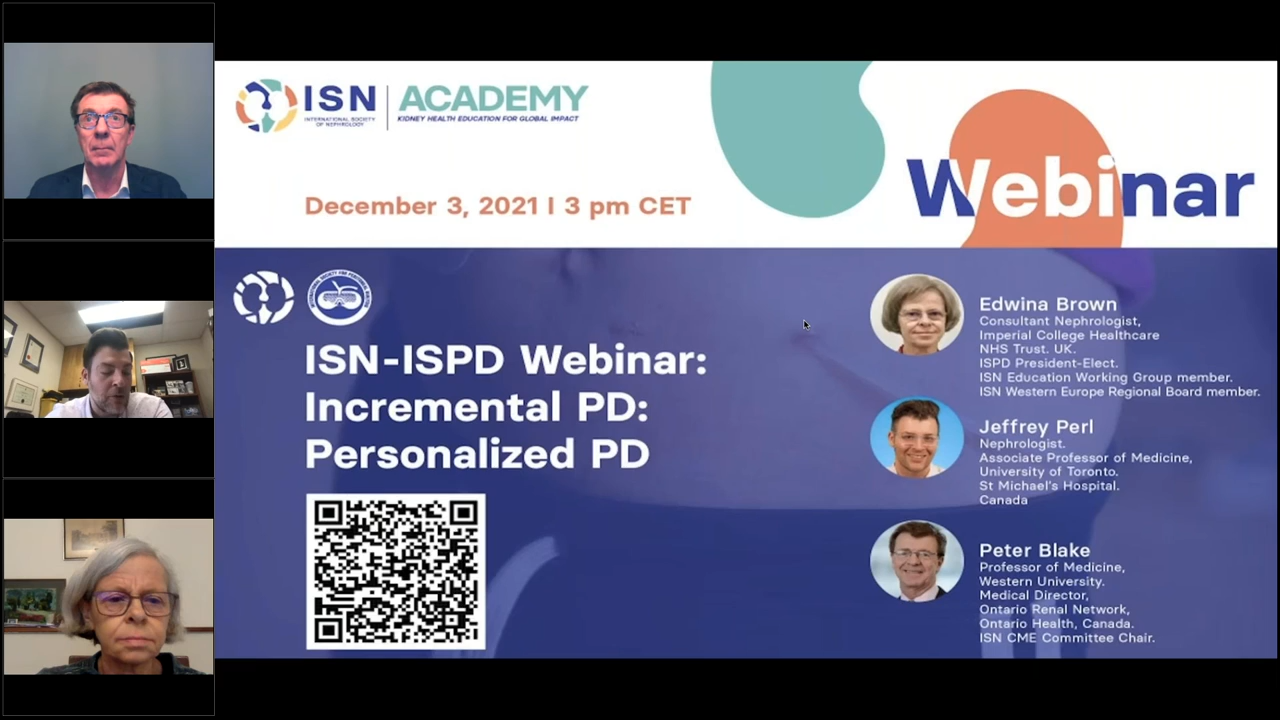 ISN
INTERNATIONAL SOCIETY
OF NEPHROLOGY
ACADEMY
KIDNEY HEALTH EDUCATION FOR GLOBAL IMPACT
December 3, 2021 I 3 pm CET
Webinar
ISN-ISPD Webinar:
Incremental PD:
Personalized PD
Edwina Brown
Consultant Nephrologist,
Imperial College Healthcare
NHS Trust. UK.
ISPD President-Elect.
ISN Education Working Group member.
ISN Western Europe Regional Board member.
Jeffrey Perl
Nephrologist.
Associate Professor of Medicine,
University of Toronto.
St Michael's Hospital.
Canada
Peter Blake
Professor of Medicine,
Western University.
Medical Director,
Ontario Renal Network,
Ontario Health, Canada.
ISN CME Committee Chair.